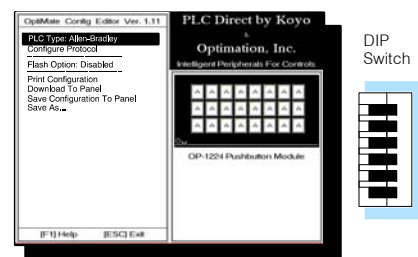 OptiMate Config Editor Ver. 1.11
PLC Type: Allen-Bradley
Configure Protocol
Flash Option: Disabled
Print Configuration
Download To Panel
Save Configuration To Panel
Save As...
[F1] Help [ESC] Exit
PLC Direct by Koyo
&
Optimation, Inc.
Intelligent Peripherals For Controls
A A A A A A A A
A A A A A A A A
A A A A A A A A
OP-1224 Pushbutton Module
DIP
Switch